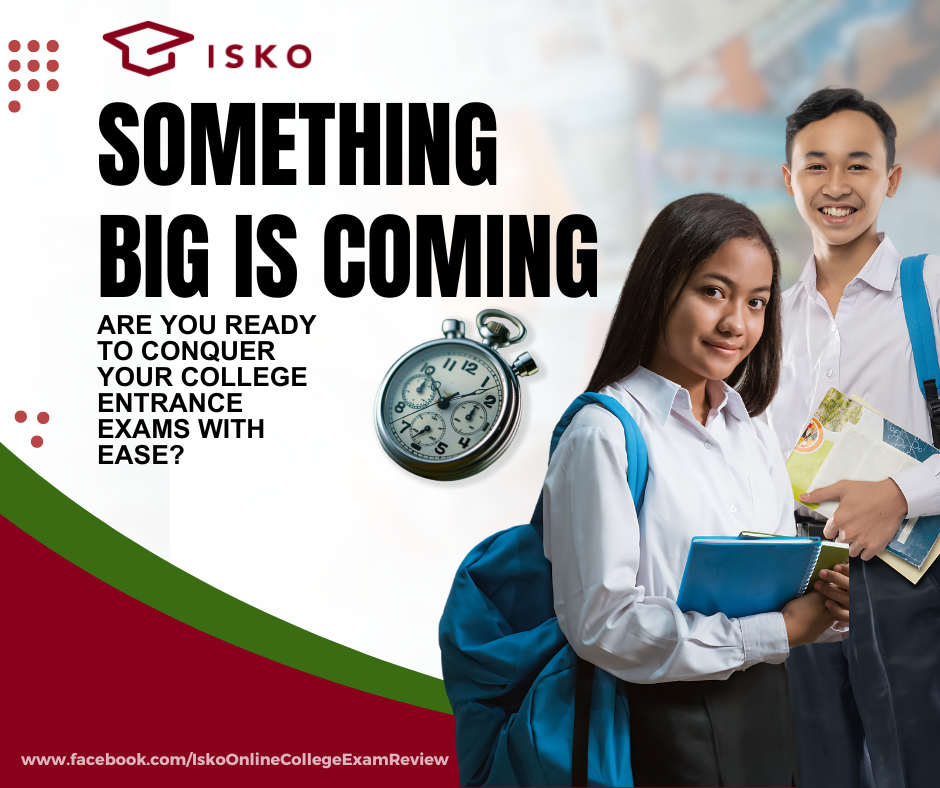 ISKO
SOMETHING
BIG IS COMING
ARE YOU READY
TO CONQUER
YOUR COLLEGE
ENTRANCE
EXAMS WITH
EASE?
www.facebook.com/IskoOnlineCollegeExamReview